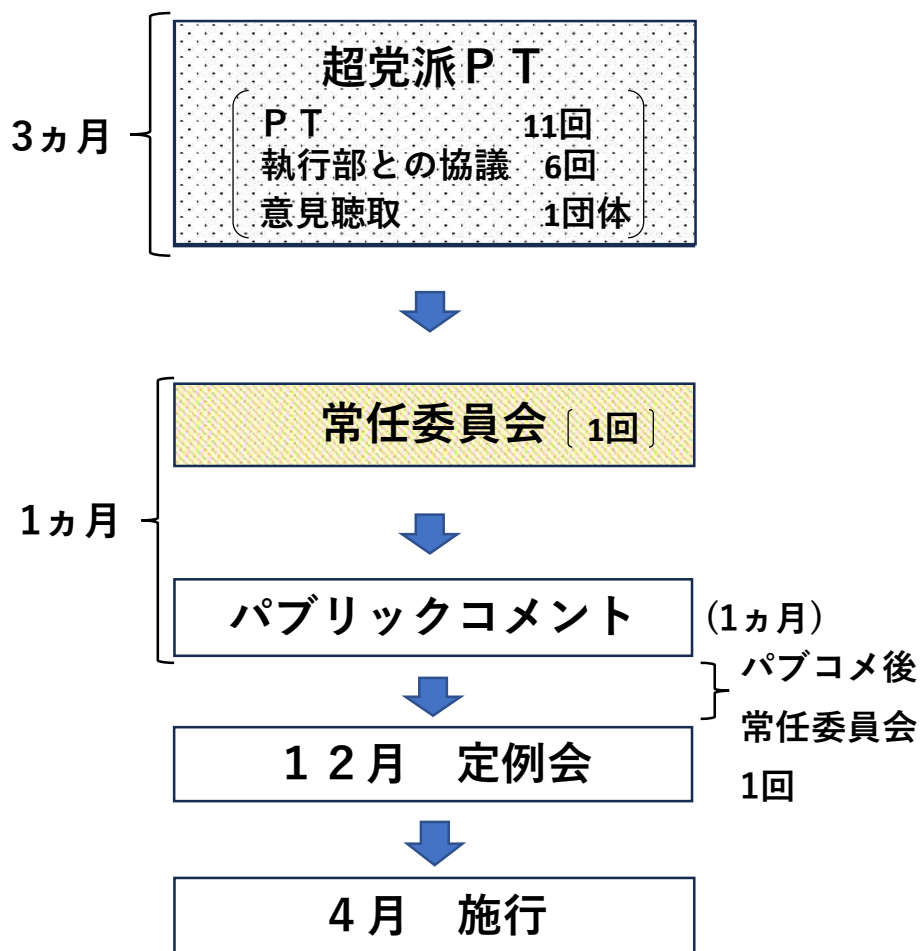 超党派ＰＴ
ＰＴ 11回
執行部との協議 6回
意見聴取 1団体
3ヵ月
常任委員会〔1回〕
1ヵ月
パブリックコメント
(1ヵ月)
パブコメ後
常任委員会
1回
１２月 定例会
４月 施行